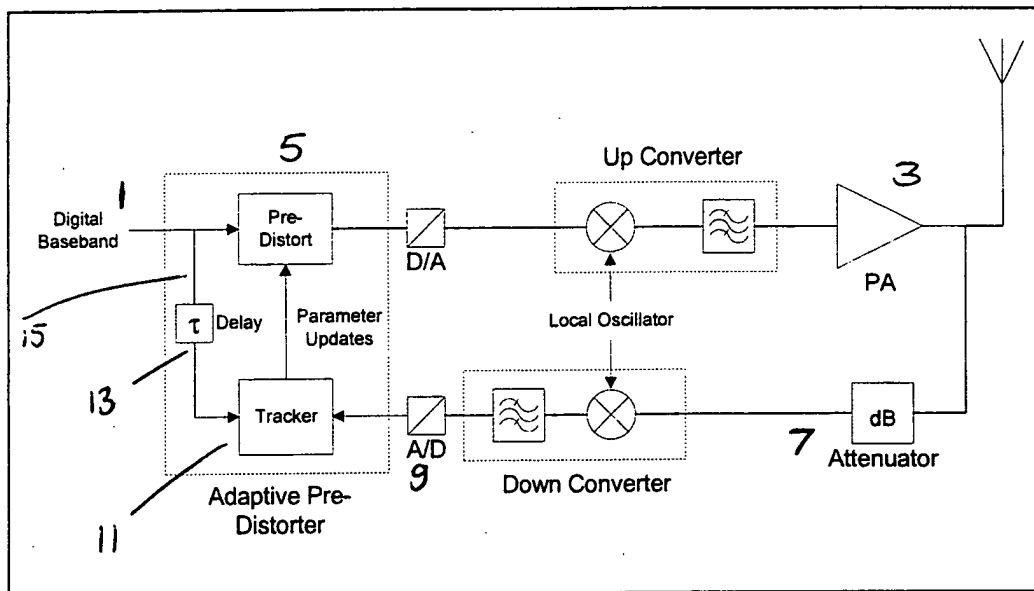 5
Up Converter
3
1
Digital
Baseband
Pre-
Distort
D/A
PA
15
τ
Delay
Parameter
Updates
Local Oscillator
13
Tracker
A/D
9
7
dB
Attenuator
Down Converter
11
Adaptive Pre-
Distorter